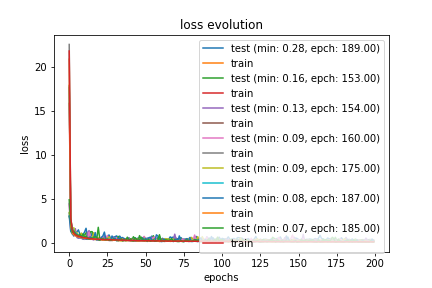 loss evolution
test (min: 0.28, epch: 189.00)
train
test (min: 0.16, epch: 153.00)
train
test (min: 0.13, epch: 154.00)
train
test (min: 0.09, epch: 160.00)
train
test (min: 0.09, epch: 175.00)
train
test (min: 0.08, epch: 187.00)
train
test (min: 0.07, epch: 185.00)
train
loss
20
15
10
5
0
0 25 50 75 100 125 150 175 200
epochs